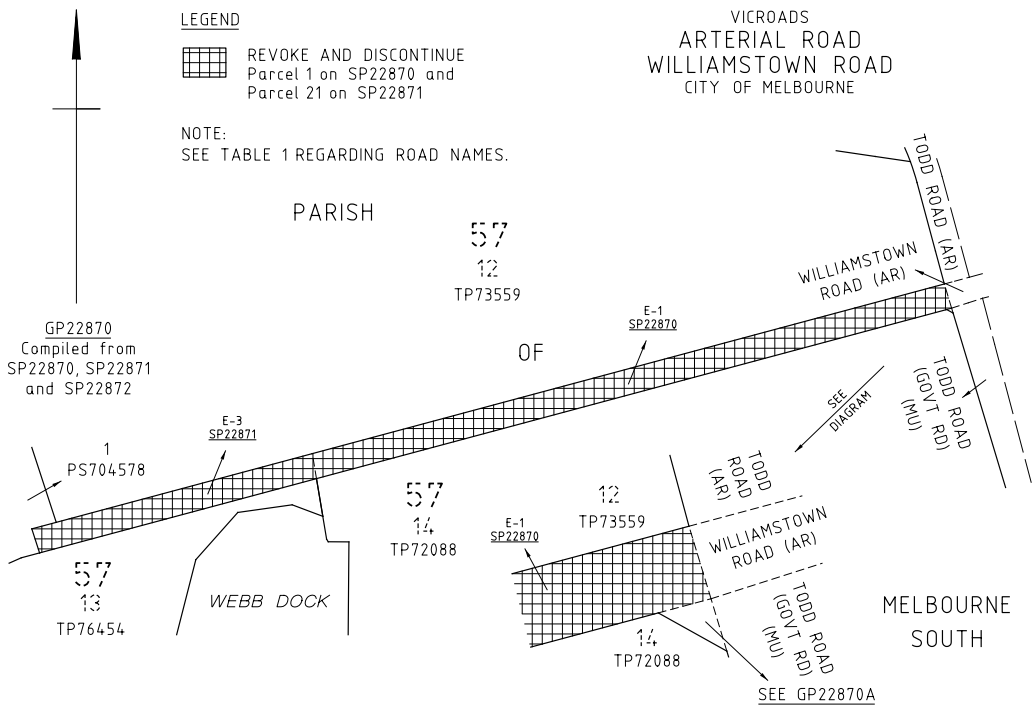 LEGEND
REVOKE AND DISCONTINUE
Parcel 1 on SP22870 and
Parcel 21 on SP22871
NOTE:
SEE TABLE 1 REGARDING ROAD NAMES.
VICROADS
ARTERIAL ROAD
WILLIAMSTOWN ROAD
CITY OF MELBOURNE
PARISH
57
12
TP73559
TODD ROAD (AR)
WILLIAMSTOWN
ROAD (AR)
GP22870
Compiled from
SP22870, SP22871
and SP22872
E-1
SP22870
OF
TODD ROAD
(GOVT RD)
(MU)
SEE
DIAGRAM
E-3
SP22871
1
PS704578
57
14
TP72088
12
TP73559
TODD
ROAD
(AR)
E-1
SP22870
WILLIAMSTOWN
ROAD (AR)
57
13
TP76454
WEBB DOCK
14
TP72088
TODD ROAD
(GOVT RD)
(MU)
MELBOURNE
SOUTH
SEE GP22870A